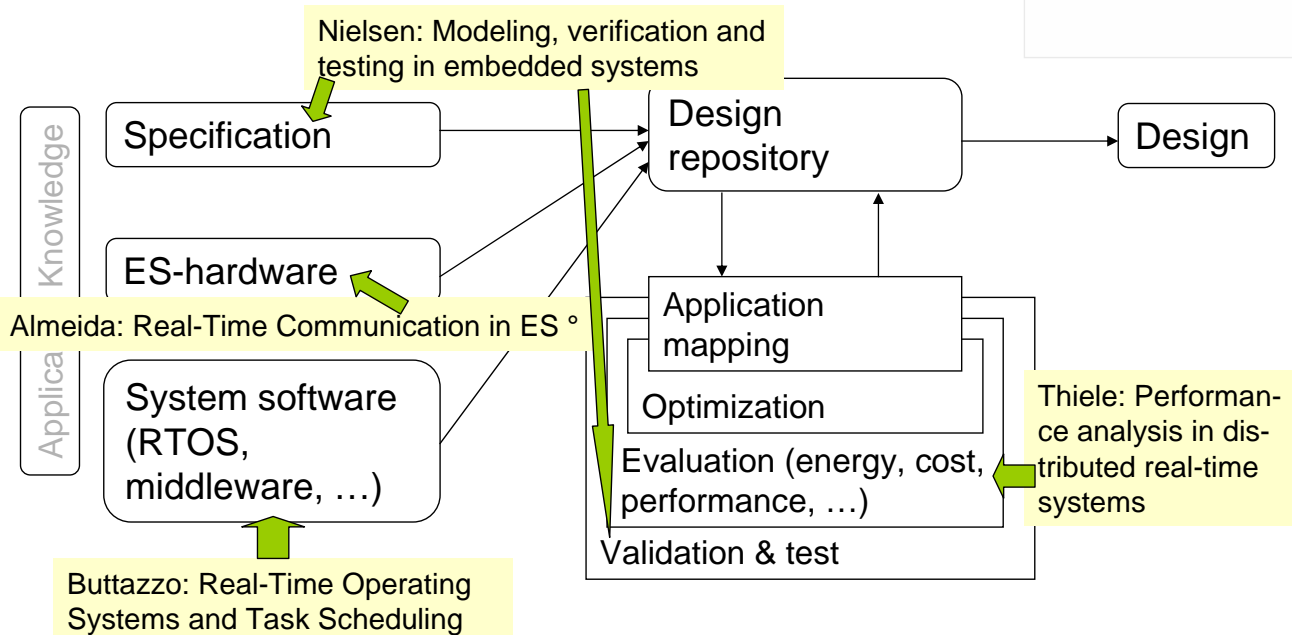 Nielsen: Modeling, verification and
testing in embedded systems
Applica
Knowledge
Specification
Design
repository
Design
ES-hardware
Almeida: Real-Time Communication in ES °
System software
(RTOS,
middleware, …)
Application
mapping
Optimization
Evaluation (energy, cost,
performance, …)
Validation & test
Thiele: Performan-
ce analysis in dis-
tributed real-time
systems
Buttazzo: Real-Time Operating
Systems and Task Scheduling